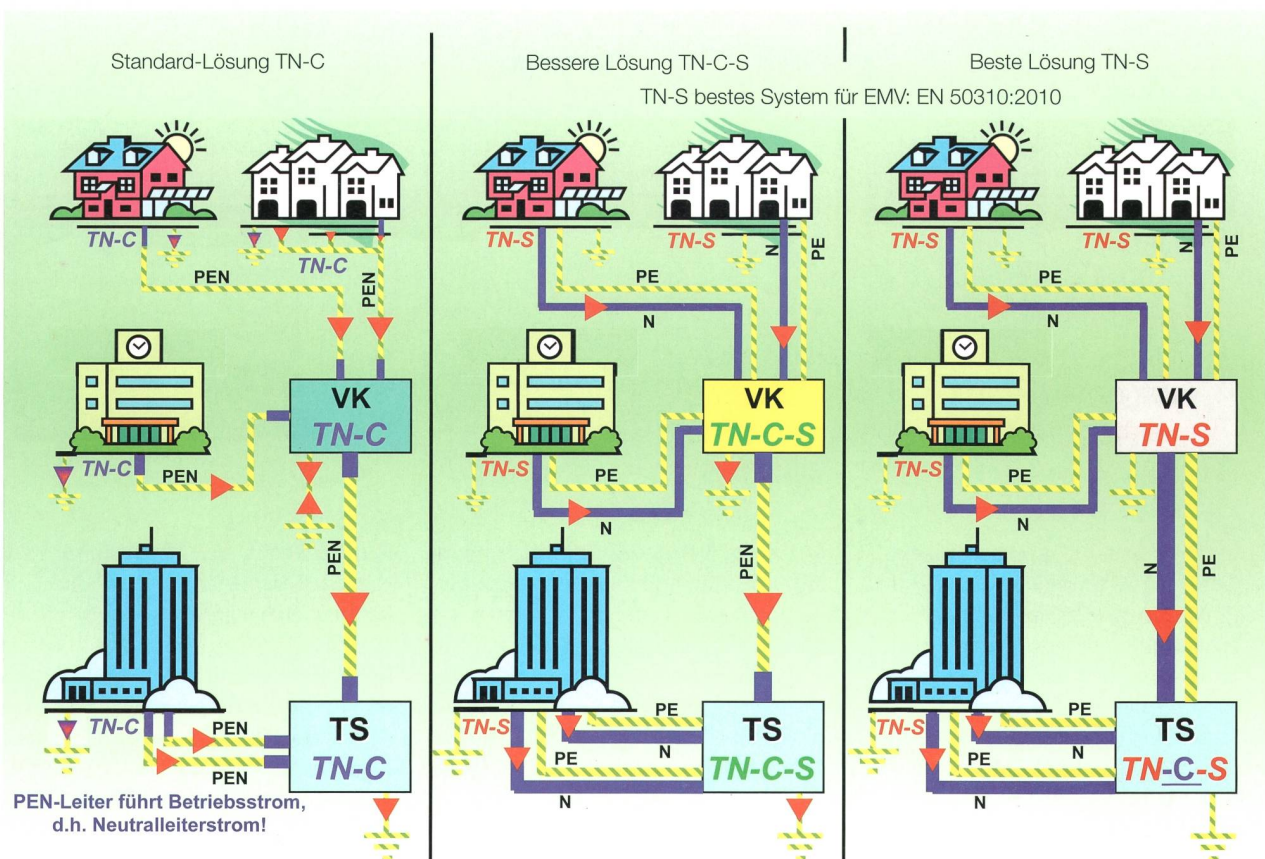 Standard-Lösung TN-C
Bessere Lösung TN-C-S
Beste Lösung TN-S
TN-S bestes System für EMV: EN 50310:2010
TN-C
TN-C
PEN
PEN
VK
TN-C
TN-C
PEN
PEN
TN-C
PEN
PEN
TS
TN-C
PEN-Leiter führt Betriebsstrom,
d.h. Neutralleiterstrom!
TN-S
TN-S
N
PE
PE
N
VK
TN-C-S
TN-S
PE
N
PEN
TN-S
PE
N
PE
N
TS
TN-C-S
TN-S
TN-S
N
PE
PE
N
VK
TN-S
TN-S
PE
N
N
PE
TN-S
PE
N
PE
N
TS
TN-C-S